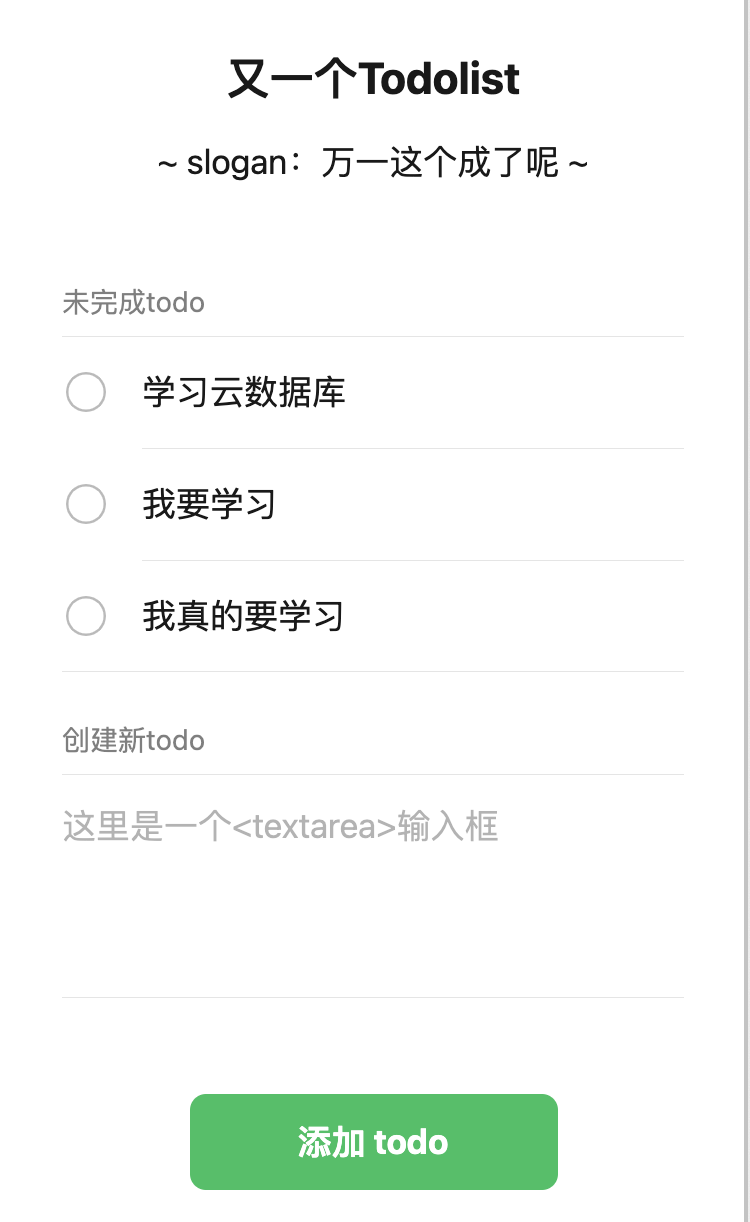 又一个Todolist
~ slogan：万一这个成了呢 ~
未完成todo
学习云数据库
我要学习
我真的要学习
创建新todo
这里是一个<textarea>输入框
添加 todo